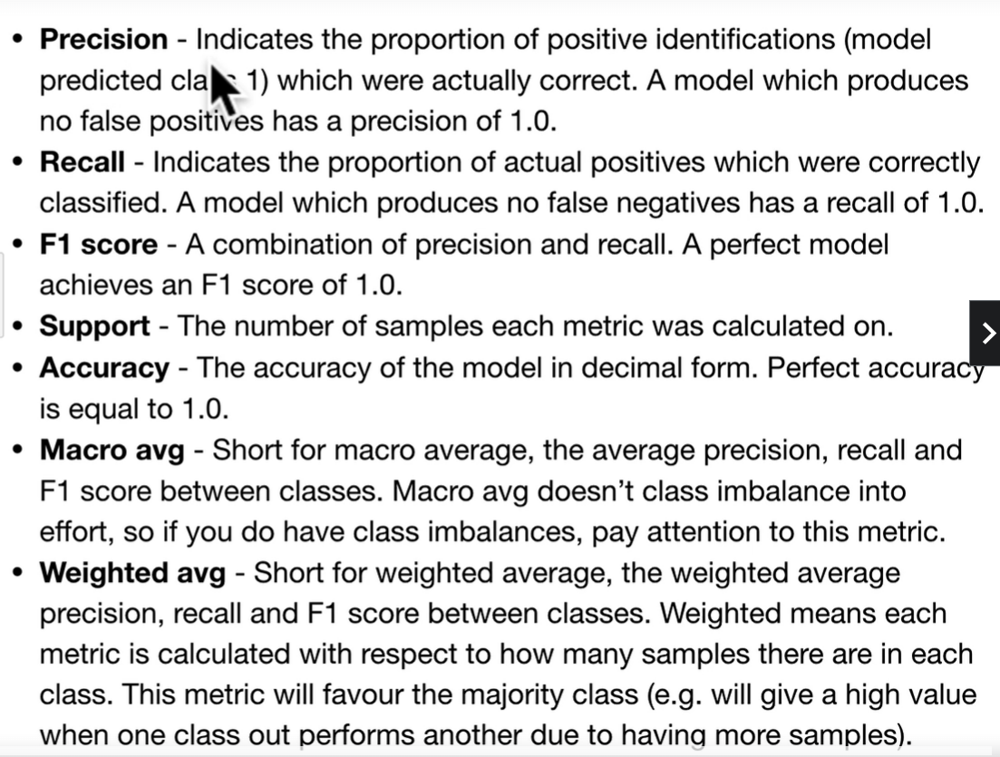 • Precision - Indicates the proportion of positive identifications (model
predicted 1) which were actually correct. A model which produces
no false positives has a precision of 1.0.
• Recall - Indicates the proportion of actual positives which were correctly
classified. A model which produces no false negatives has a recall of 1.0.
• F1 score - A combination of precision and recall. A perfect model
achieves an F1 score of 1.0.
• Support - The number of samples each metric was calculated on.
• Accuracy - The accuracy of the model in decimal form. Perfect accuracy
is equal to 1.0.
• Macro avg - Short for macro average, the average precision, recall and
F1 score between classes. Macro avg doesn’t class imbalance into
effort, so if you do have class imbalances, pay attention to this metric.
• Weighted avg - Short for weighted average, the weighted average
precision, recall and F1 score between classes. Weighted means each
metric is calculated with respect to how many samples there are in each
class. This metric will favour the majority class (e.g. will give a high value
when one class out performs another due to having more samples).